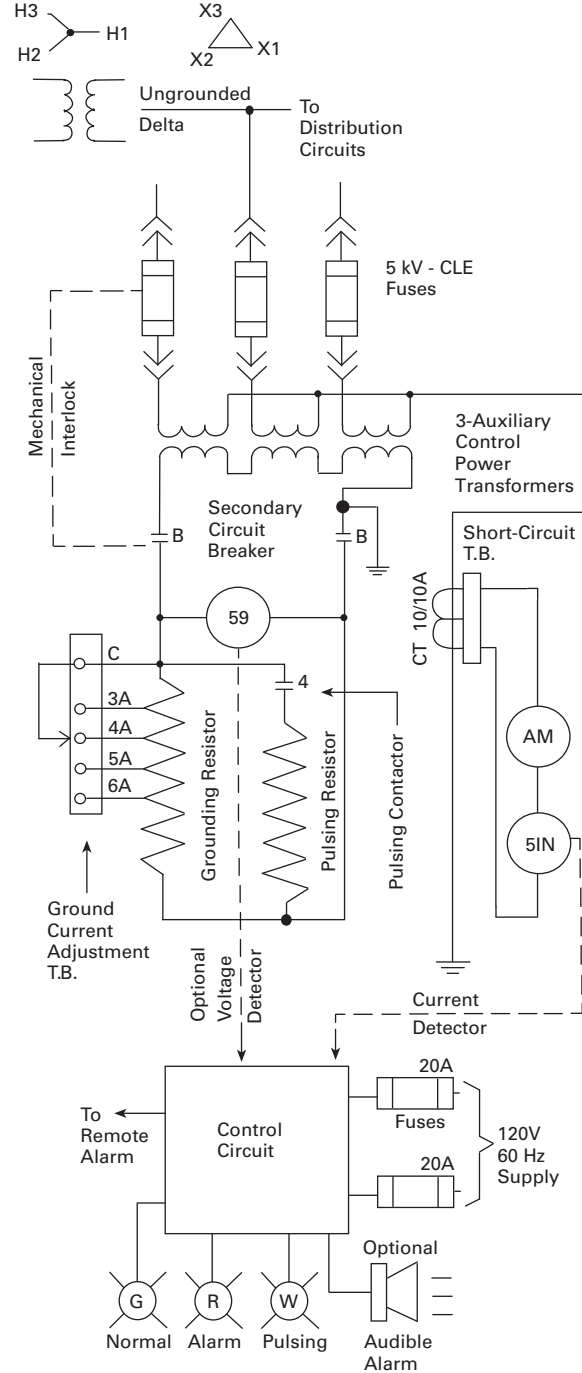 H3
H1
H2
X3
X2
X1
Ungrounded
Delta
To
Distribution
Circuits
5 kV - CLE
Fuses
Mechanical
Interlock
3-Auxiliary
Control
Power
Transformers
Secondary
Circuit
Breaker
B
B
Short-Circuit
T.B.
CT 10/10A
59
C
3A
4A
5A
6A
4
Grounding Resistor
Pulsing Resistor
Pulsing Contactor
AM
5IN
Ground
Current
Adjustment
T.B.
Optional
Voltage
Detector
Current
Detector
To
Remote
Alarm
Control
Circuit
20A
Fuses
20A
120V
60 Hz
Supply
G
R
W
Normal
Alarm
Pulsing
Optional
Audible
Alarm